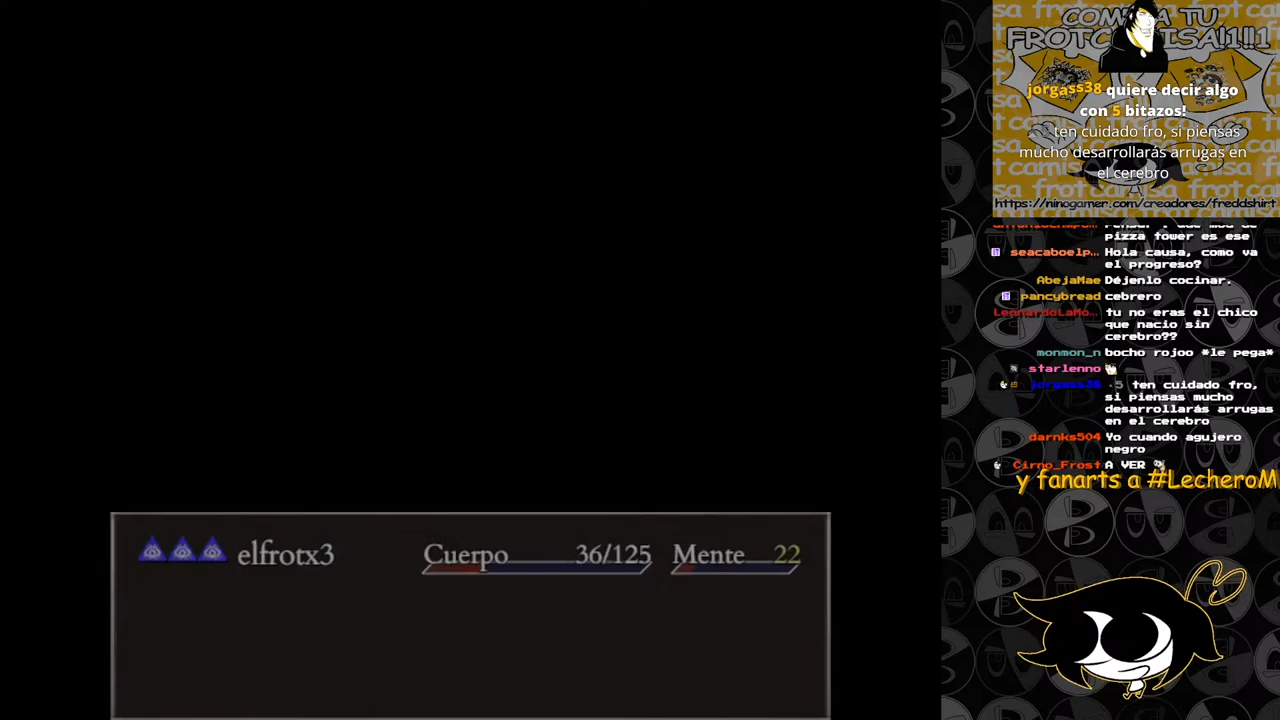 COMPRA TU
FROTCAMISA!1!!1
jorgass38 quiere decir algo
con 5 bitazos!
ten cuidado fro, si piensas
mucho desarrollarás arrugas en
el cerebro
https://ninogamer.com/creadores/freddshirt
pizza tower es ese
seacaboelp… Hola causa, como va
el progreso?
AbejaMae Déjenlo cocinar.
pancybread cebrero
LeonardoLaMo… tu no eras el chico
que nacio sin
cerebro??
monmon_n bocho rojoo *le pega*
starlenno
jorgass38 ·5 ten cuidado fro,
si piensas mucho
desarrollarás arrugas
en el cerebro
darnks504 Yo cuando agujero
negro
Cirno_Frost A VER
y fanarts a #LecheroM
elfrotx3 Cuerpo 36/125 Mente 22